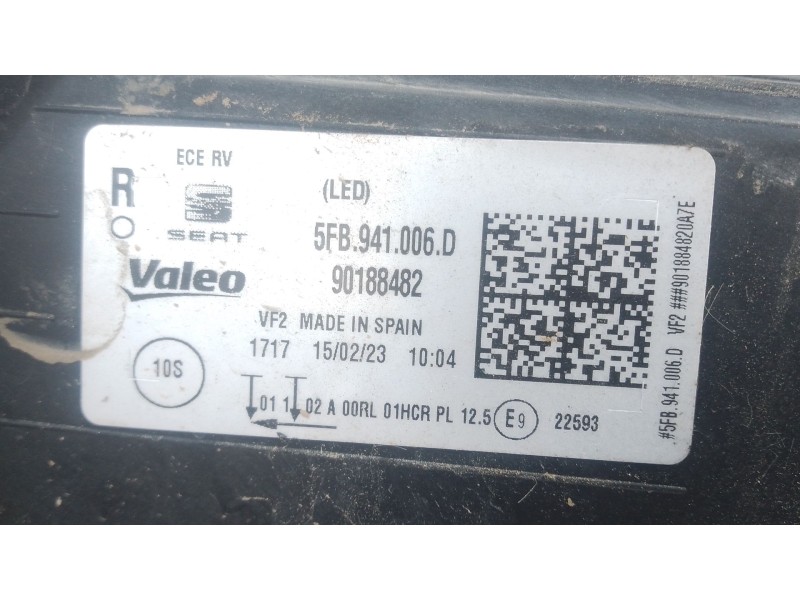 ECE RV
R
(LED)
SEAT
5FB.941.006.D
Valeo
90188482
VF2 MADE IN SPAIN
1717 15/02/23 10:04
10S
01 1 02 A 00RL 01HCR PL 12.5 E9 22593
#5FB.941.006.D VF2 ###901884820A7E